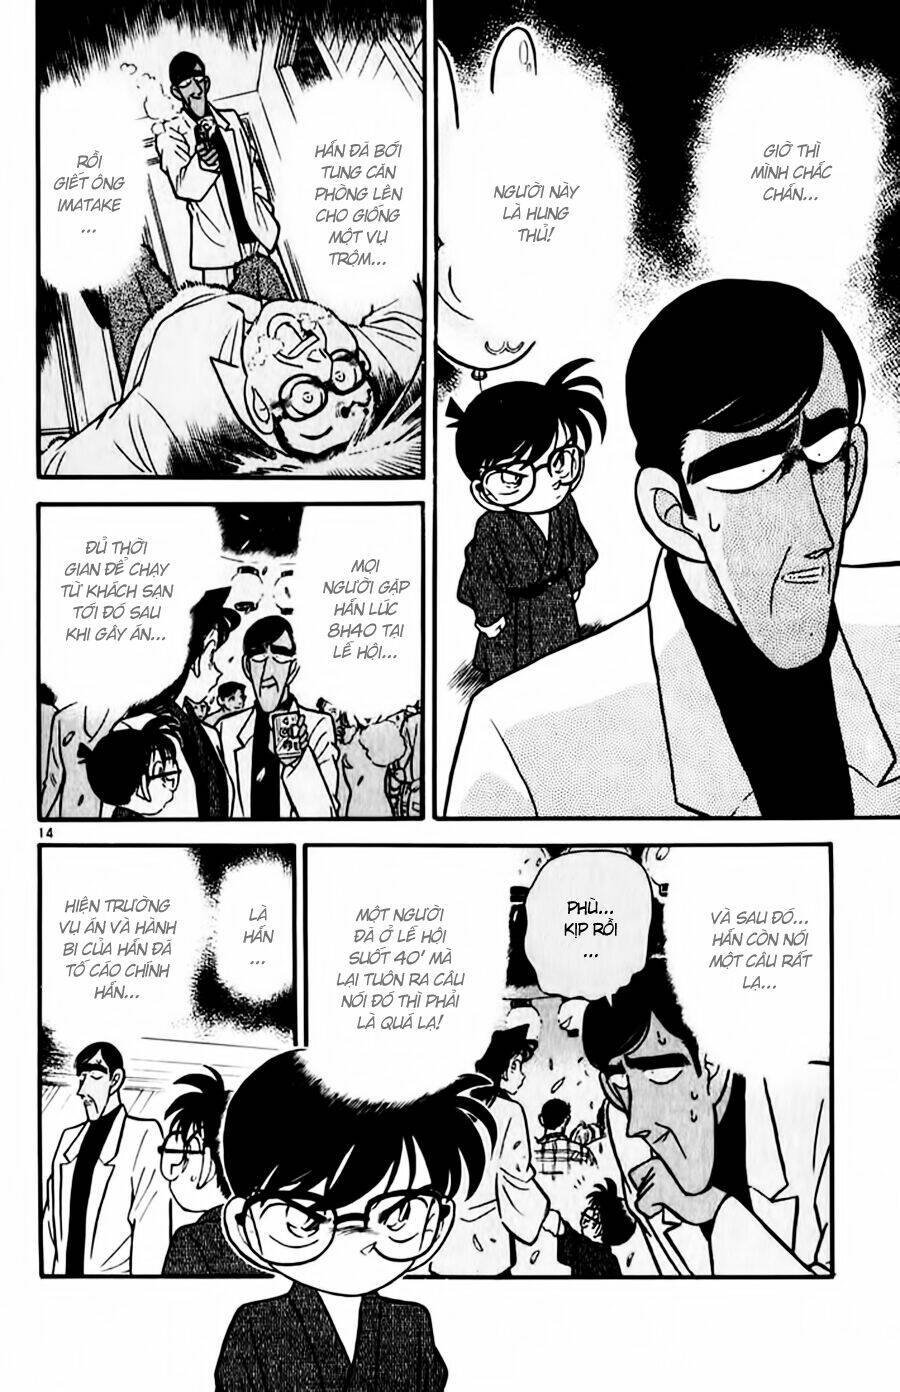 GIỜ THÌ
MÌNH CHẮC
CHẮN...
NGƯỜI NÀY
LÀ HUNG
THỦ!
HẮN ĐÃ BỚI
TUNG CĂN
PHÒNG LÊN
CHO GIỐNG
MỘT VỤ
TRỘM...
RỒI
GIẾT ÔNG
IMATAKE
...
MỌI
NGƯỜI GẶP
HẮN LÚC
8H40 TẠI
LỄ HỘI...
ĐỦ THỜI
GIAN ĐỂ CHẠY
TỪ KHÁCH SẠN
TỚI ĐÓ SAU
KHI GÂY ÁN...
14
VÀ SAU ĐÓ...
HẮN CÒN NÓI
MỘT CÂU RẤT
LẠ...
PHÙ...
KỊP RỒI
...
MỘT NGƯỜI
ĐÃ Ở LỄ HỘI
SUỐT 40' MÀ
LẠI TUÔN RA CÂU
NÓI ĐÓ THÌ PHẢI
LÀ QUÁ LẠ!
LÀ
HẮN
...
HIỆN TRƯỜNG
VỤ ÁN VÀ HÀNH
BI CỦA HẮN ĐÃ
TỐ CÁO CHÍNH
HẮN...